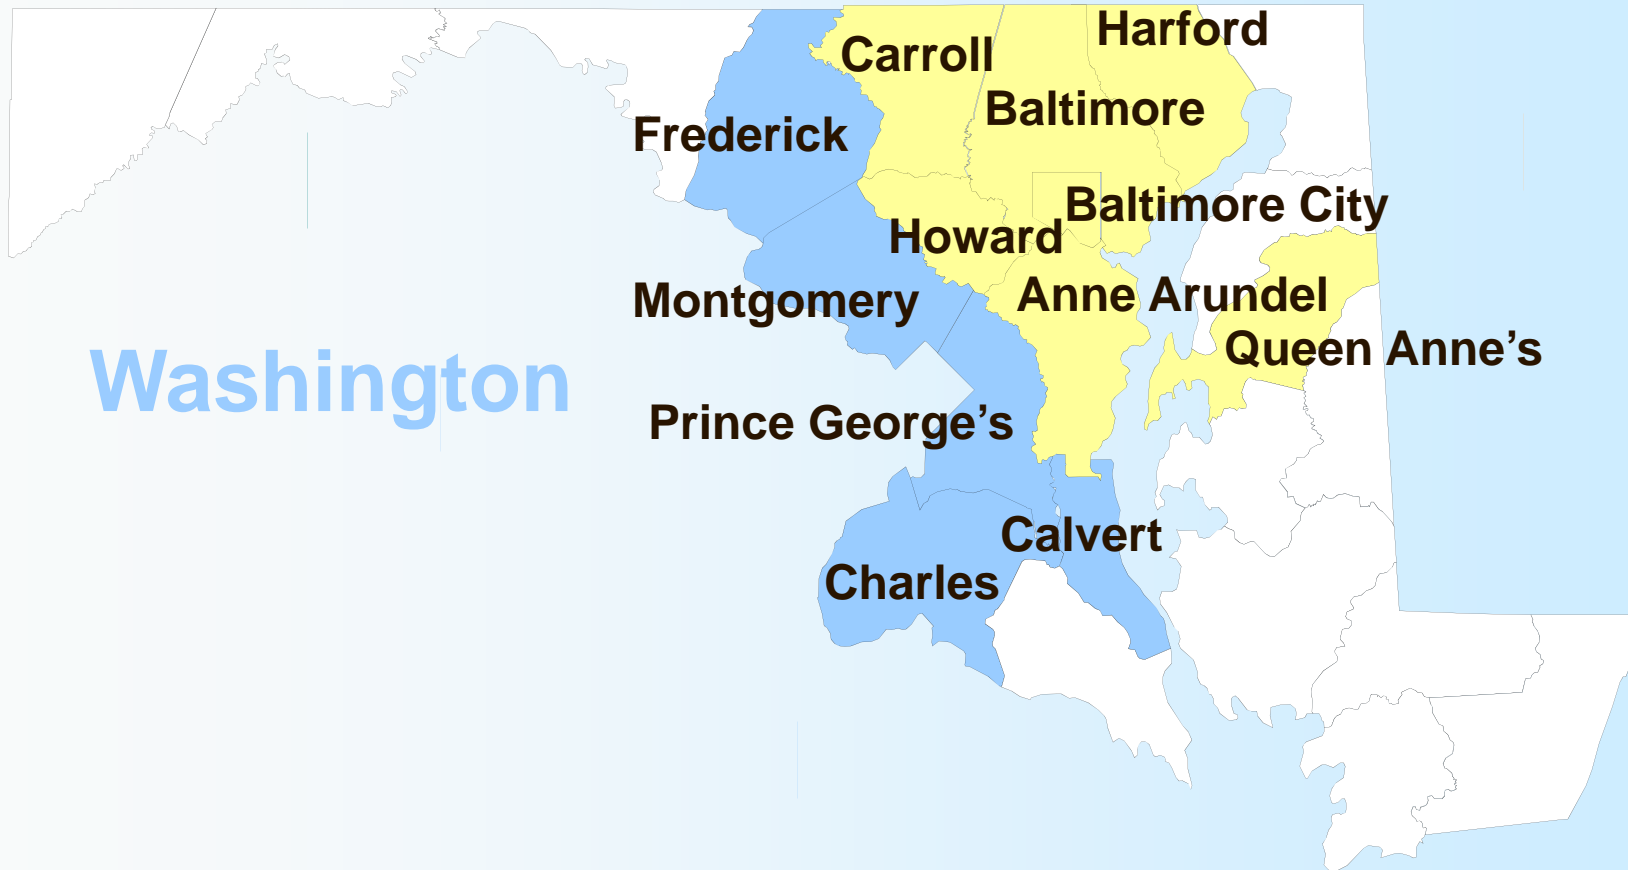 Harford
Carroll
Baltimore
Frederick
Baltimore City
Howard
Anne Arundel
Montgomery
Queen Anne’s
Washington
Prince George’s
Calvert
Charles